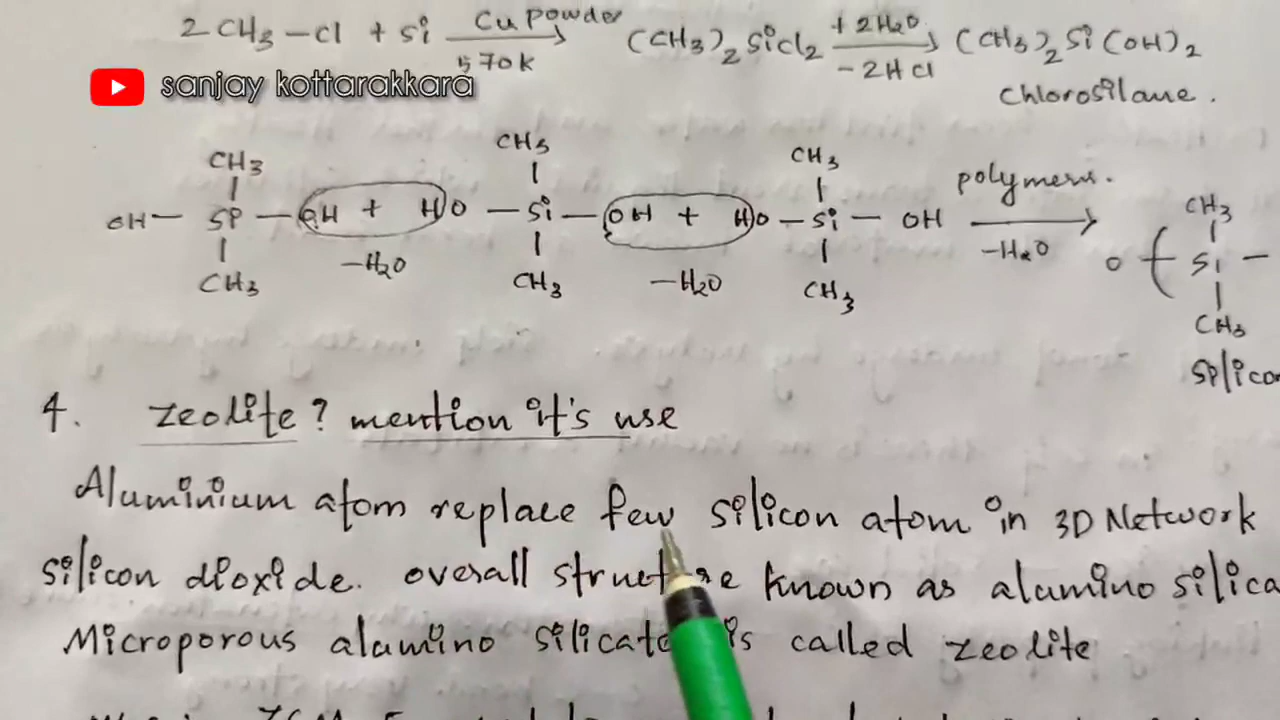 2 CH3 – Cl + Si Cu powder 570K (CH3)2 SiCl2 +2H2O –2HCl (CH3)2 Si(OH)2
sanjay kottarakkara
chlorosilane.
CH3 CH3 CH3 polymers. CH3
OH – Si – OH + HO – Si – OH + HO – Si – OH –H2O o ( Si –
–H2O –H2O
CH3 CH3 CH3 CH3
silico
4. zeolite ? mention it's use
Aluminium atom replace few silicon atom in 3D Network
silicon dioxide. overall structure known as alamino silica
Microporous alamino silicate is called zeolite